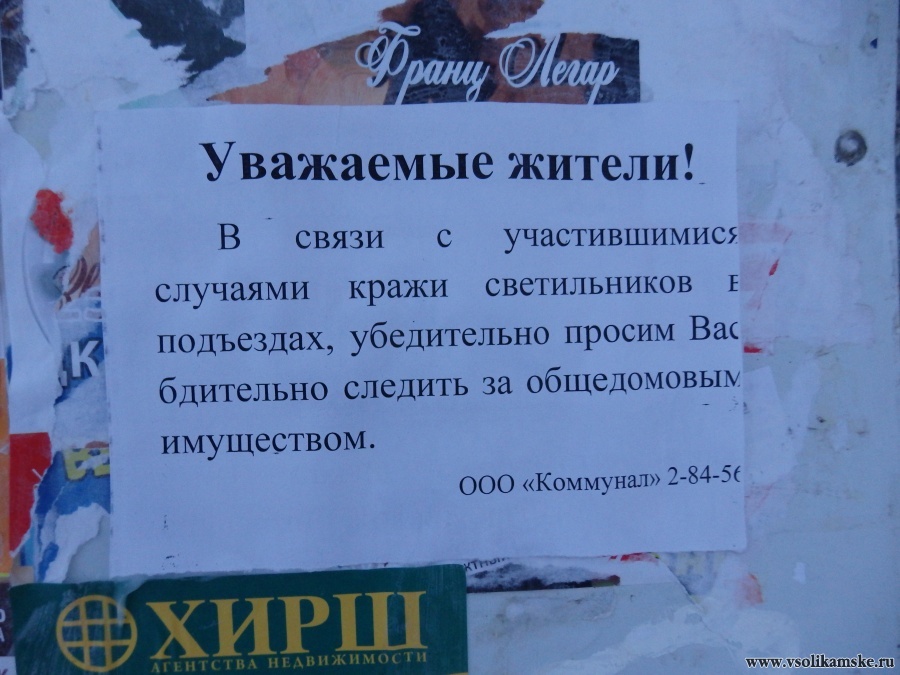 Франц Легар
Уважаемые жители!
В связи с участившимися
случаями кражи светильников в
подъездах, убедительно просим Вас
бдительно следить за общедомовым
имуществом.
ООО «Коммунал» 2-84-56
ХИРШ
АГЕНТСТВА НЕДВИЖИМОСТИ
www.vsolikamske.ru